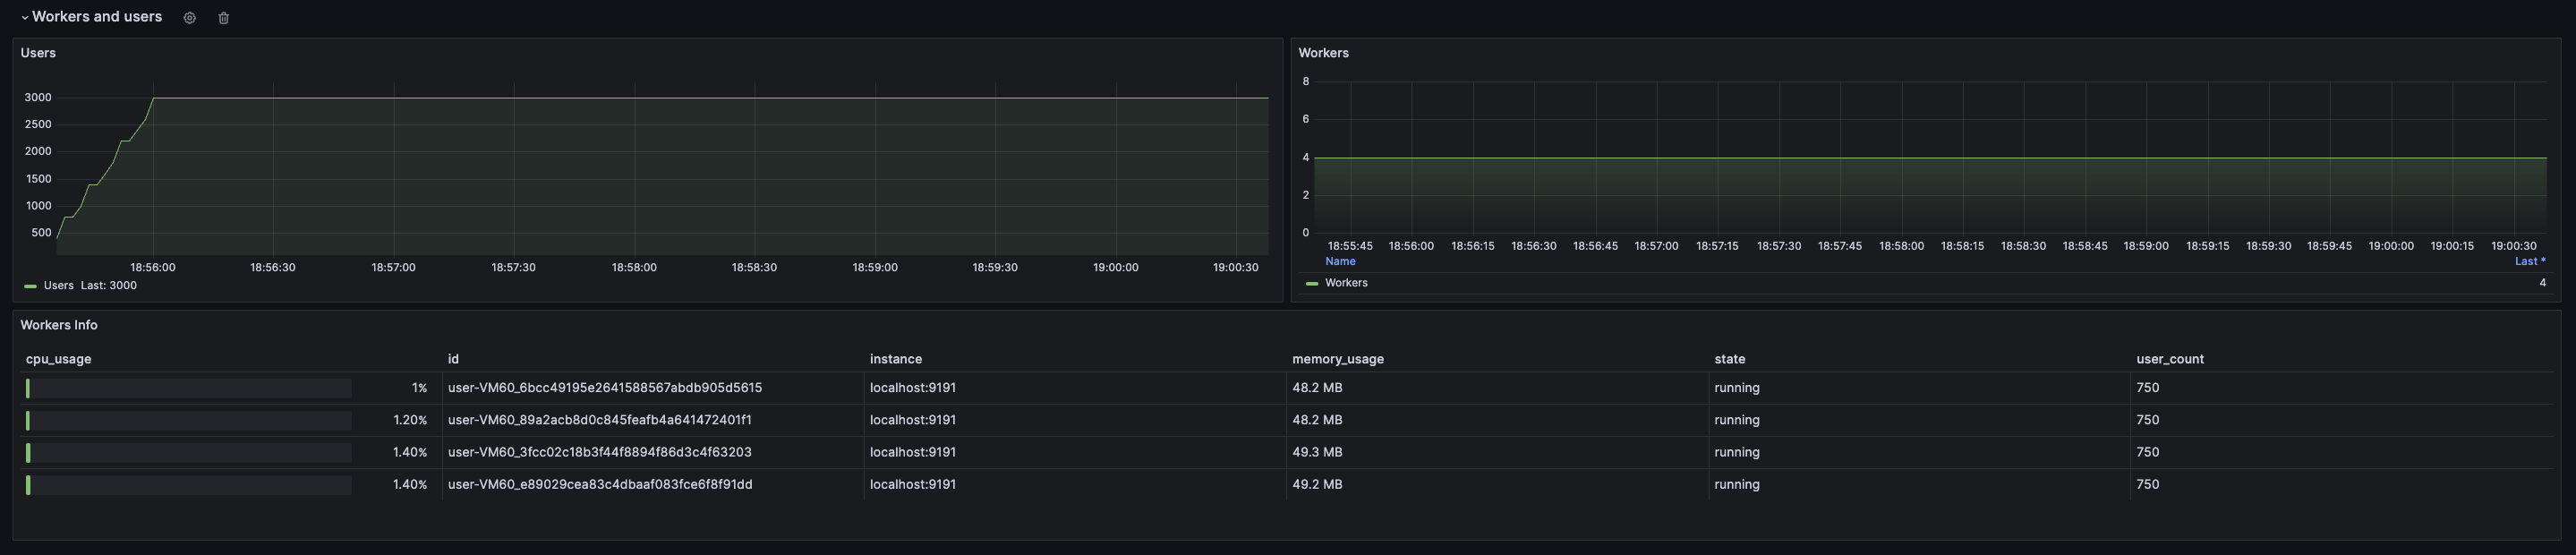 Workers and users
Users
3000
2500
2000
1500
1000
500
18:56:00 18:56:30 18:57:00 18:57:30 18:58:00 18:58:30 18:59:00 18:59:30 19:00:00 19:00:30
Users Last: 3000
Workers
8
6
4
2
0
18:55:45 18:56:00 18:56:15 18:56:30 18:56:45 18:57:00 18:57:15 18:57:30 18:57:45 18:58:00 18:58:15 18:58:30 18:58:45 18:59:00 18:59:15 18:59:30 18:59:45 19:00:00 19:00:15 19:00:30
Name Last *
Workers 4
Workers Info
cpu_usage id instance memory_usage state user_count
1% user-VM60_6bcc49195e2641588567abdb905d5615 localhost:9191 48.2 MB running 750
1.20% user-VM60_89a2acb8d0c845feafb4a641472401f1 localhost:9191 48.2 MB running 750
1.40% user-VM60_3fcc02c18b3f44f8894f86d3c4f63203 localhost:9191 49.3 MB running 750
1.40% user-VM60_e89029cea83c4dbaaf083fce6f8f91dd localhost:9191 49.2 MB running 750